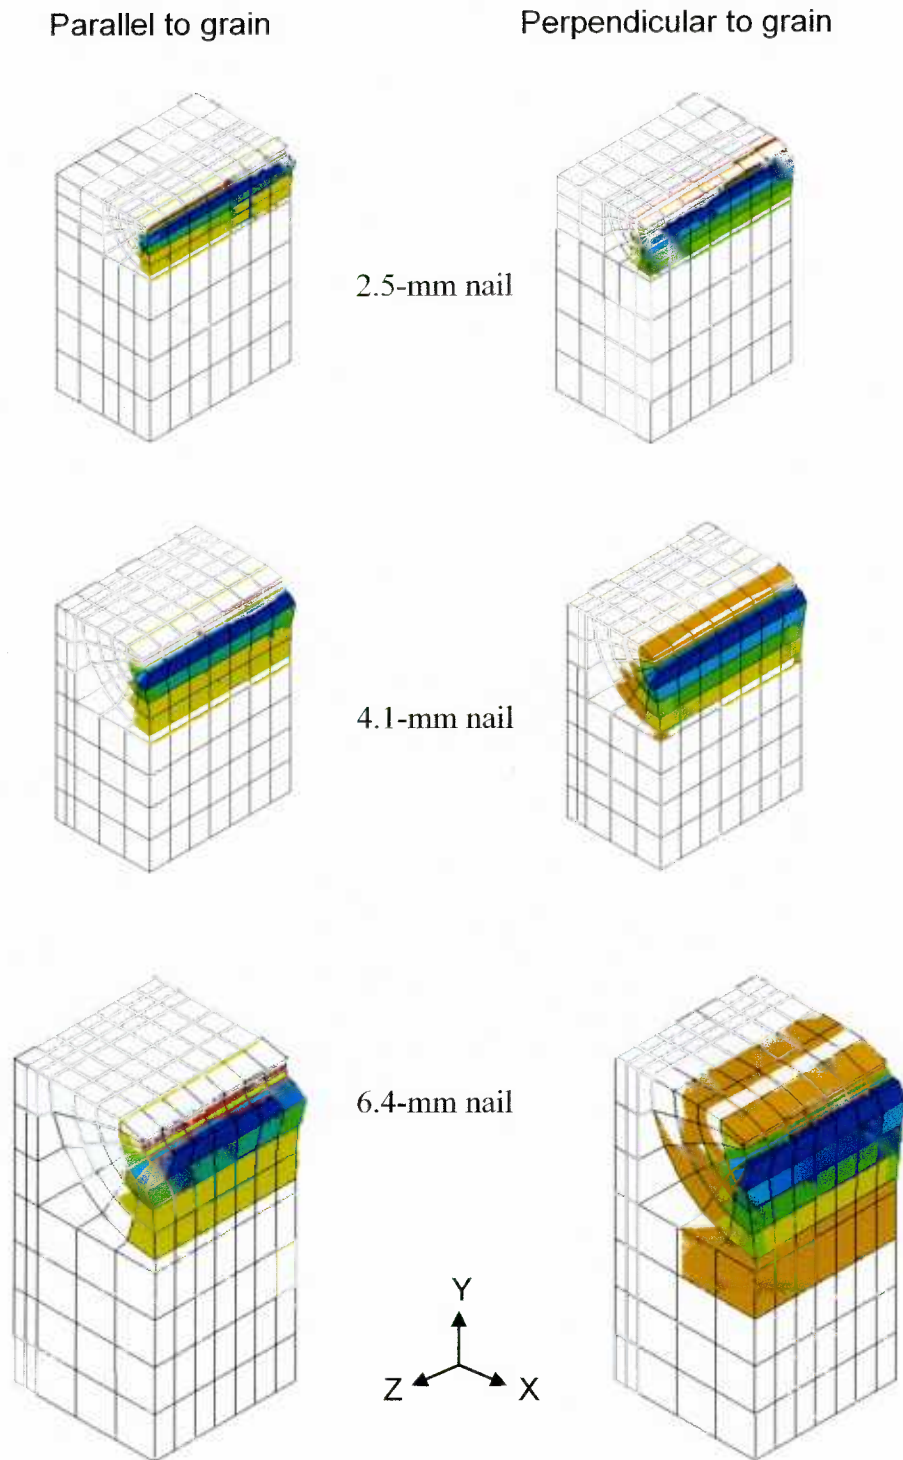 Parallel to grain
Perpendicular to grain
2.5-mm nail
4.1-mm nail
6.4-mm nail
Y
Z
X